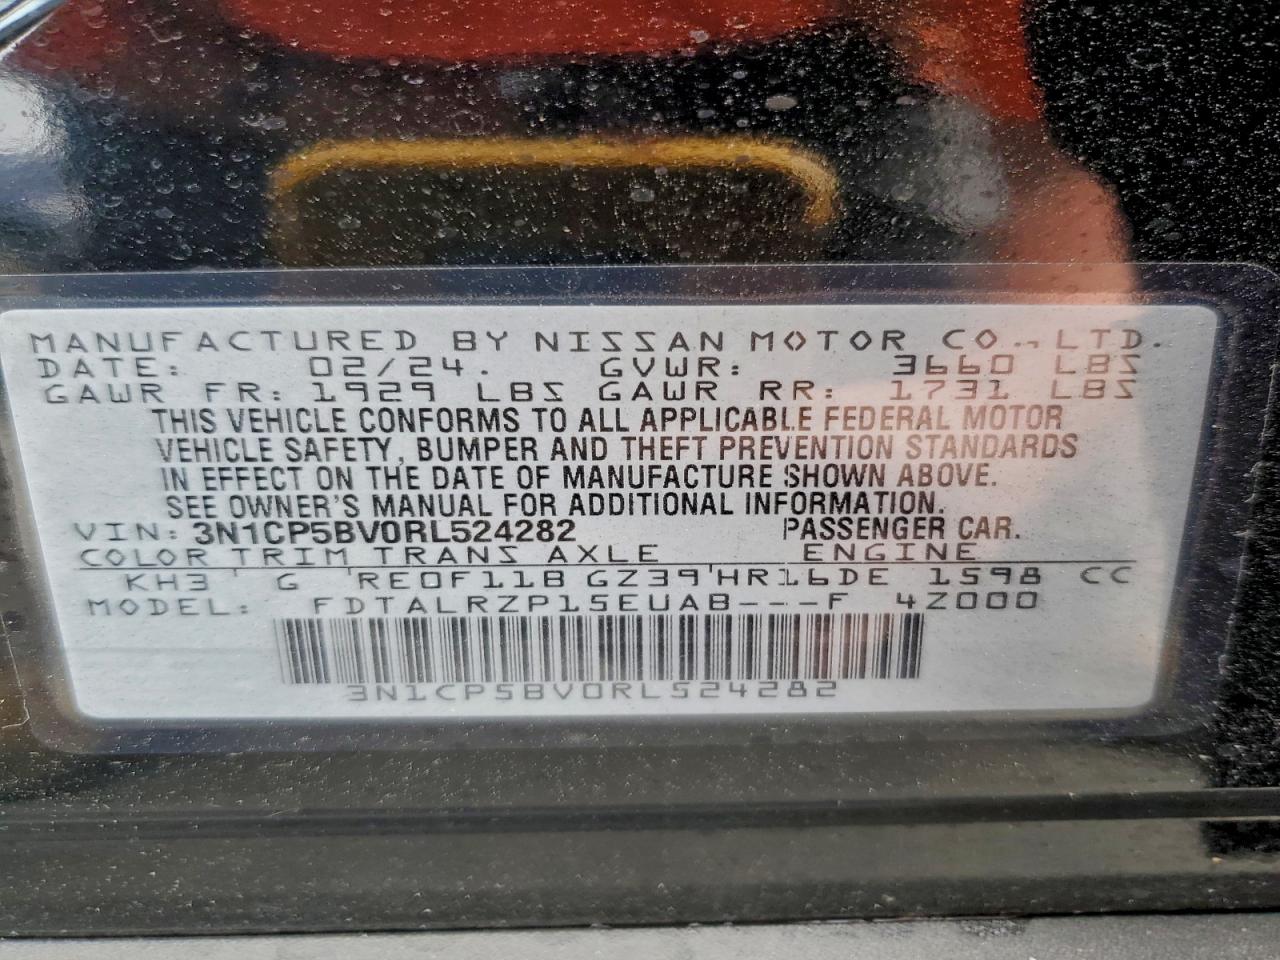 MANUFACTURED BY NISSAN MOTOR CO., LTD.
DATE: 02/24. GVWR: 3660 LBS
GAWR FR: 1929 LBS GAWR RR: 1731 LBS
THIS VEHICLE CONFORMS TO ALL APPLICABLE FEDERAL MOTOR
VEHICLE SAFETY, BUMPER AND THEFT PREVENTION STANDARDS
IN EFFECT ON THE DATE OF MANUFACTURE SHOWN ABOVE.
SEE OWNER'S MANUAL FOR ADDITIONAL INFORMATION.
VIN: 3N1CP5BV0RL524282 PASSENGER CAR.
COLOR TRIM TRANS AXLE ENGINE
KH3 ' G 'RE0F11B GZ39'HR16DE 1598 CC
MODEL: FDTALRZP15EUAB---F 4Z000
3N1CP5BV0RL524282